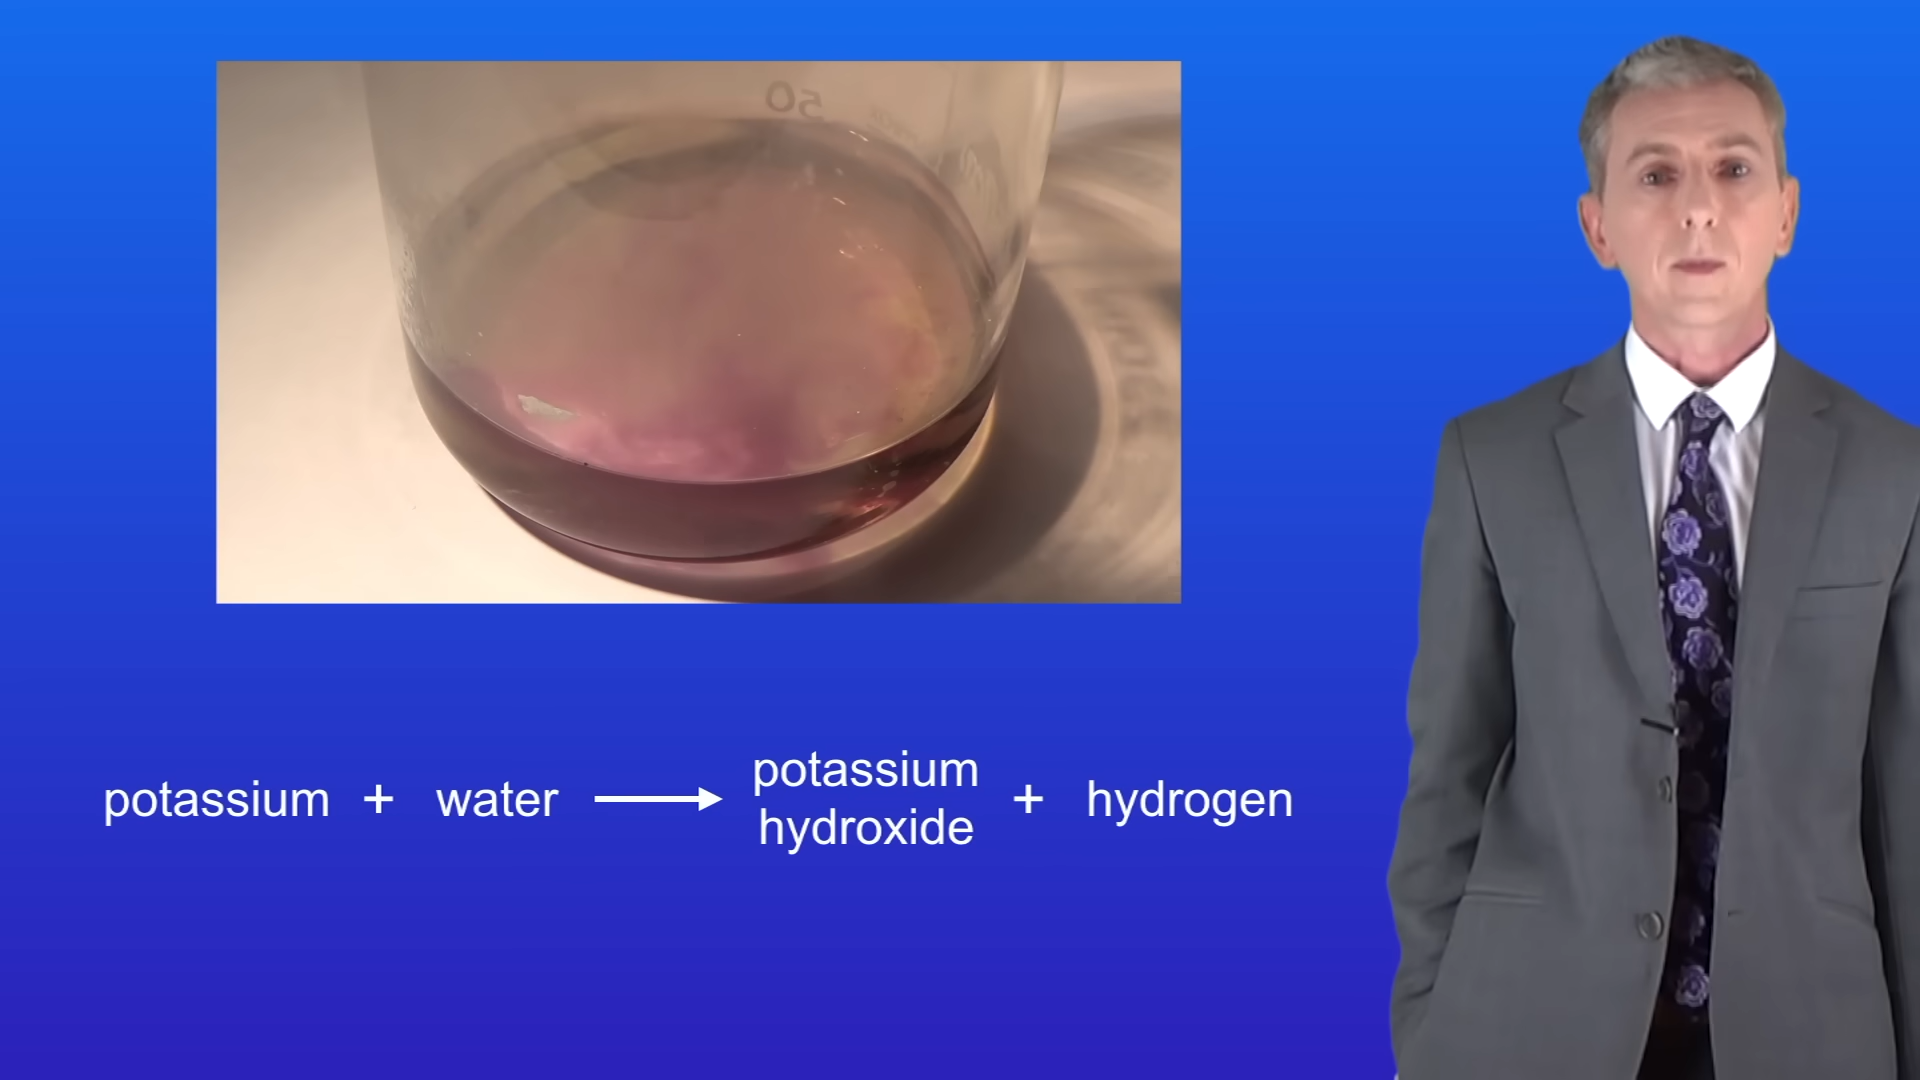 50
potassium + water → potassium hydroxide + hydrogen